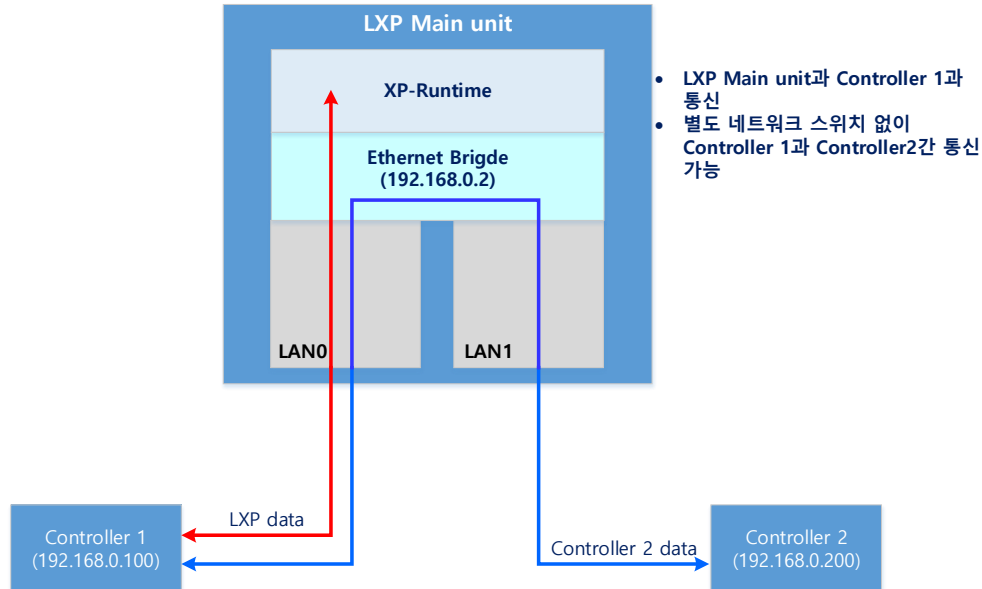 LXP Main unit
XP-Runtime
Ethernet Brigde
(192.168.0.2)
LAN0
LAN1
• LXP Main unit과 Controller 1과
통신
• 별도 네트워크 스위치 없이
Controller 1과 Controller2간 통신
가능
LXP data
Controller 1
(192.168.0.100)
Controller 2 data
Controller 2
(192.168.0.200)